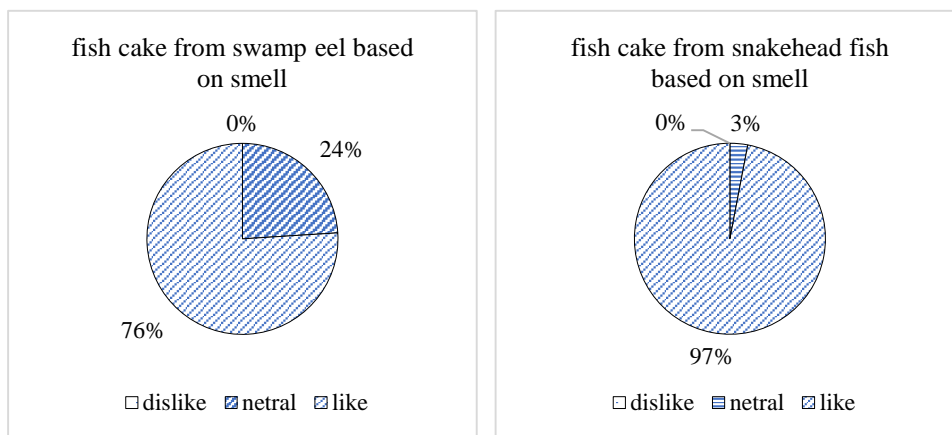 fish cake from swamp eel based
on smell
0%
24%
76%
dislike netral like
fish cake from snakehead fish
based on smell
0%
3%
97%
dislike netral like